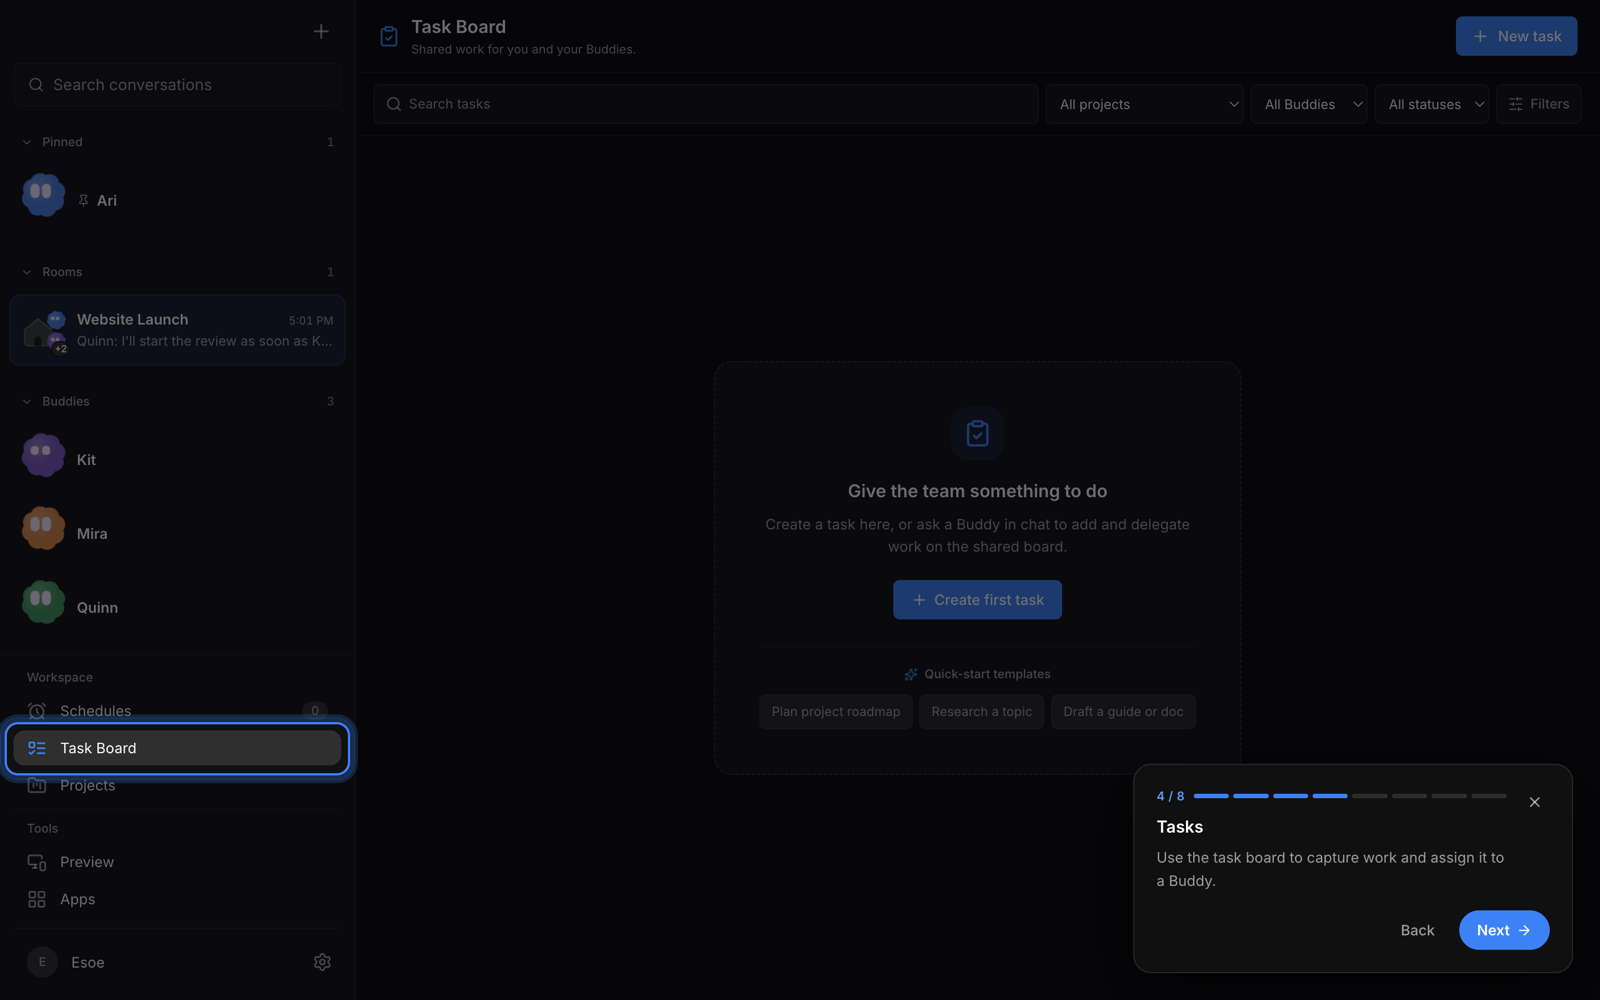 Search conversations
Pinned 1
Ari
Rooms 1
Website Launch 5:01 PM
Quinn: I'll start the review as soon as K...
+2
Buddies 3
Kit
Mira
Quinn
Workspace
Schedules 0
Task Board
Projects
Tools
Preview
Apps
E Esoe
Task Board
Shared work for you and your Buddies.
New task
Search tasks
All projects
All Buddies
All statuses
Filters
Give the team something to do
Create a task here, or ask a Buddy in chat to add and delegate
work on the shared board.
Create first task
Quick-start templates
Plan project roadmap
Research a topic
Draft a guide or doc
4 / 8
Tasks
Use the task board to capture work and assign it to
a Buddy.
Back
Next